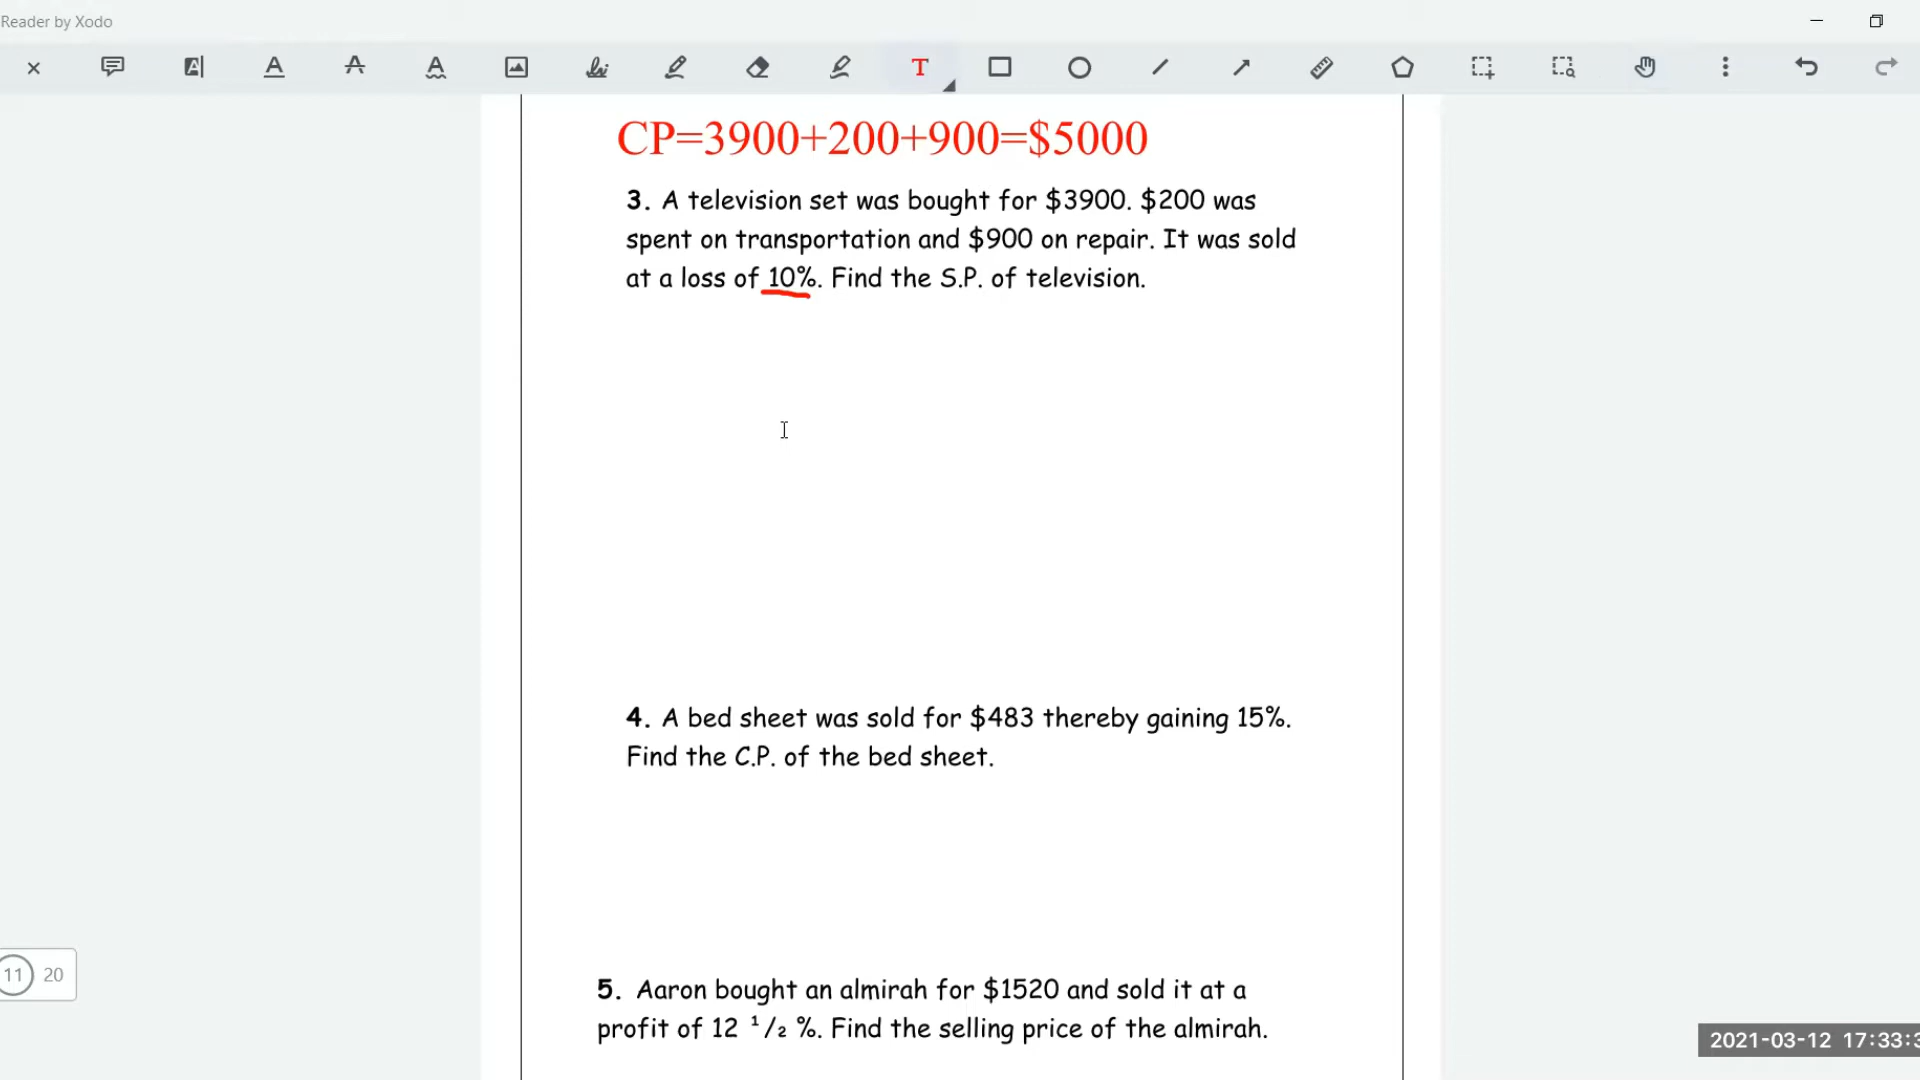 Reader by Xodo
CP=3900+200+900=$5000
3. A television set was bought for $3900. $200 was
spent on transportation and $900 on repair. It was sold
at a loss of 10%. Find the S.P. of television.
4. A bed sheet was sold for $483 thereby gaining 15%.
Find the C.P. of the bed sheet.
11 20
5. Aaron bought an almirah for $1520 and sold it at a
profit of 12 ¹/₂ %. Find the selling price of the almirah.
2021-03-12 17:33:3